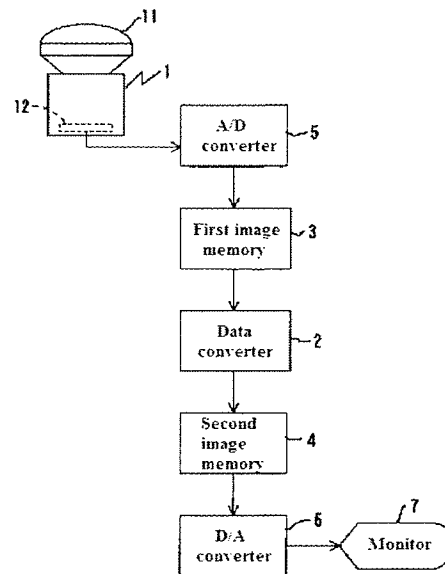 11
1
12
A/D
converter
5
First image
memory
3
Data
converter
2
Second
image
memory
4
D/A
converter
6
7
Monitor